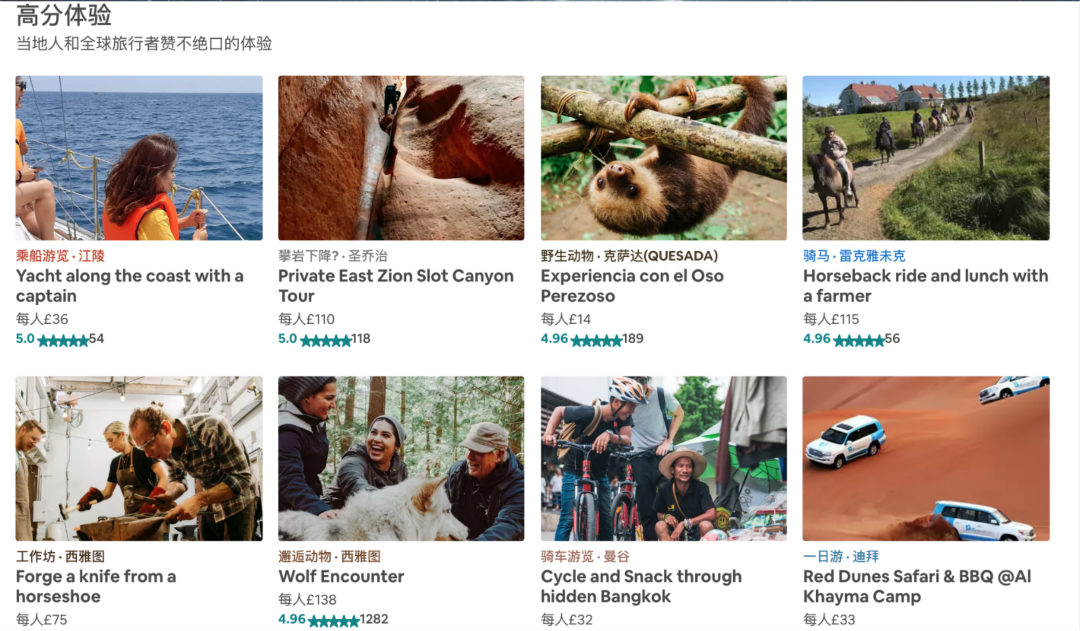 高分体验
当地人和全球旅行者赞不绝口的体验
乘船游览 · 江陵
Yacht along the coast with a
captain
每人£36
5.0 ★★★★★54
攀岩下降? · 圣乔治
Private East Zion Slot Canyon
Tour
每人£110
5.0 ★★★★★118
野生动物 · 克萨达(QUESADA)
Experiencia con el Oso
Perezoso
每人£14
4.96 ★★★★★189
骑马 · 雷克雅未克
Horseback ride and lunch with
a farmer
每人£115
4.96 ★★★★★56
工作坊 · 西雅图
Forge a knife from a
horseshoe
每人£75
邂逅动物 · 西雅图
Wolf Encounter
每人£138
4.96 ★★★★★1282
骑车游览 · 曼谷
Cycle and Snack through
hidden Bangkok
每人£32
一日游 · 迪拜
Red Dunes Safari & BBQ @Al
Khayma Camp
每人£33